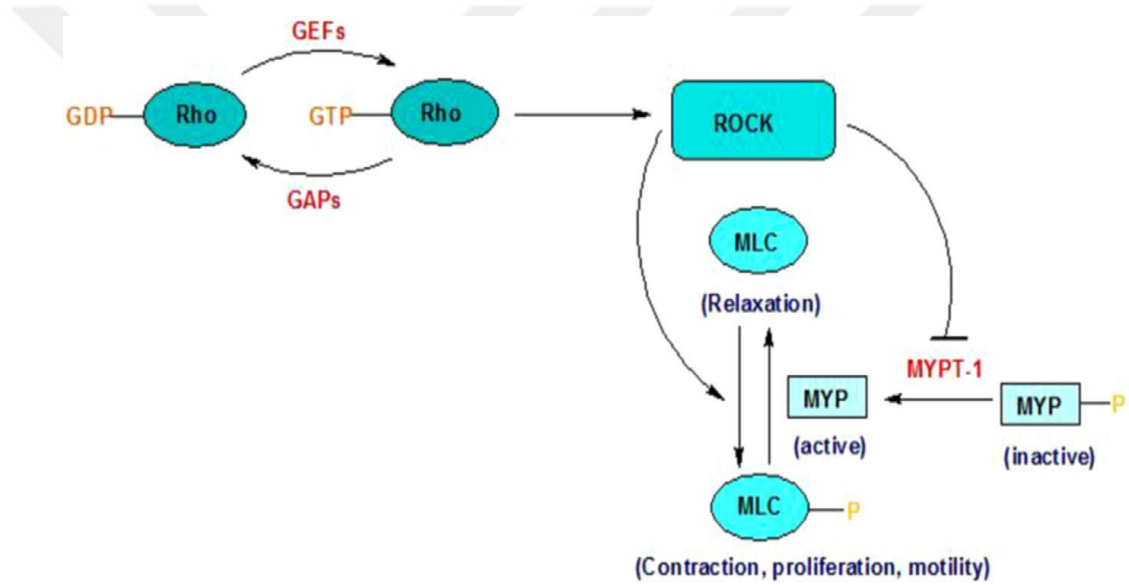 GEFs
GDP
Rho
GTP
Rho
ROCK
GAPs
MLC
(Relaxation)
MYPT-1
MYP
MYP
P
(active)
(inactive)
MLC
P
(Contraction, proliferation, motility)